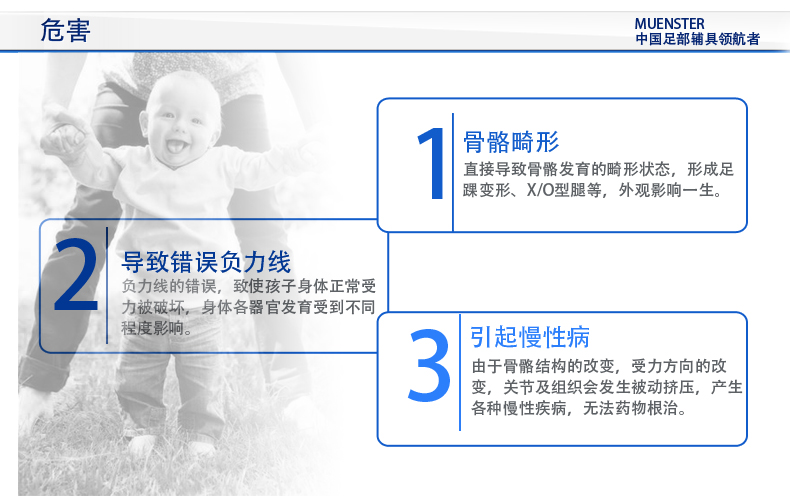 危害
MUENSTER
中国足部辅具领航者
1
骨骼畸形
直接导致骨骼发育的畸形状态，形成足
踝变形、X/O型腿等，外观影响一生。
2
导致错误负力线
负力线的错误，致使孩子身体正常受
力被破坏，身体各器官发育受到不同
程度影响。
3
引起慢性病
由于骨骼结构的改变，受力方向的改
变，关节及组织会发生被动挤压，产生
各种慢性疾病，无法药物根治。